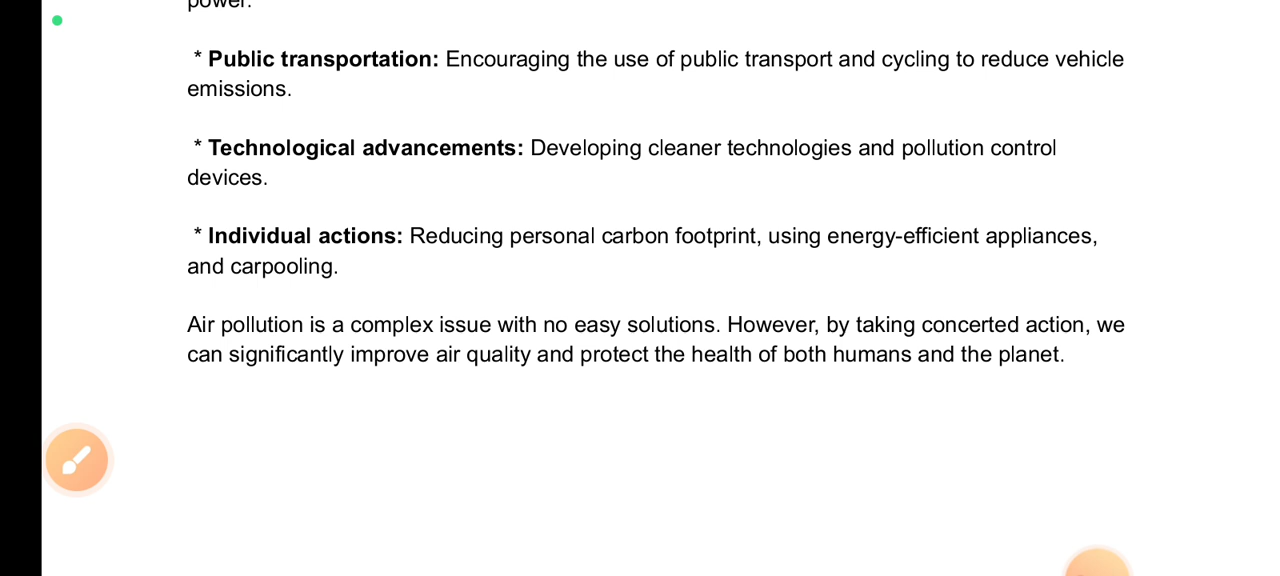 power.
* Public transportation: Encouraging the use of public transport and cycling to reduce vehicle
emissions.
* Technological advancements: Developing cleaner technologies and pollution control
devices.
* Individual actions: Reducing personal carbon footprint, using energy-efficient appliances,
and carpooling.
Air pollution is a complex issue with no easy solutions. However, by taking concerted action, we
can significantly improve air quality and protect the health of both humans and the planet.